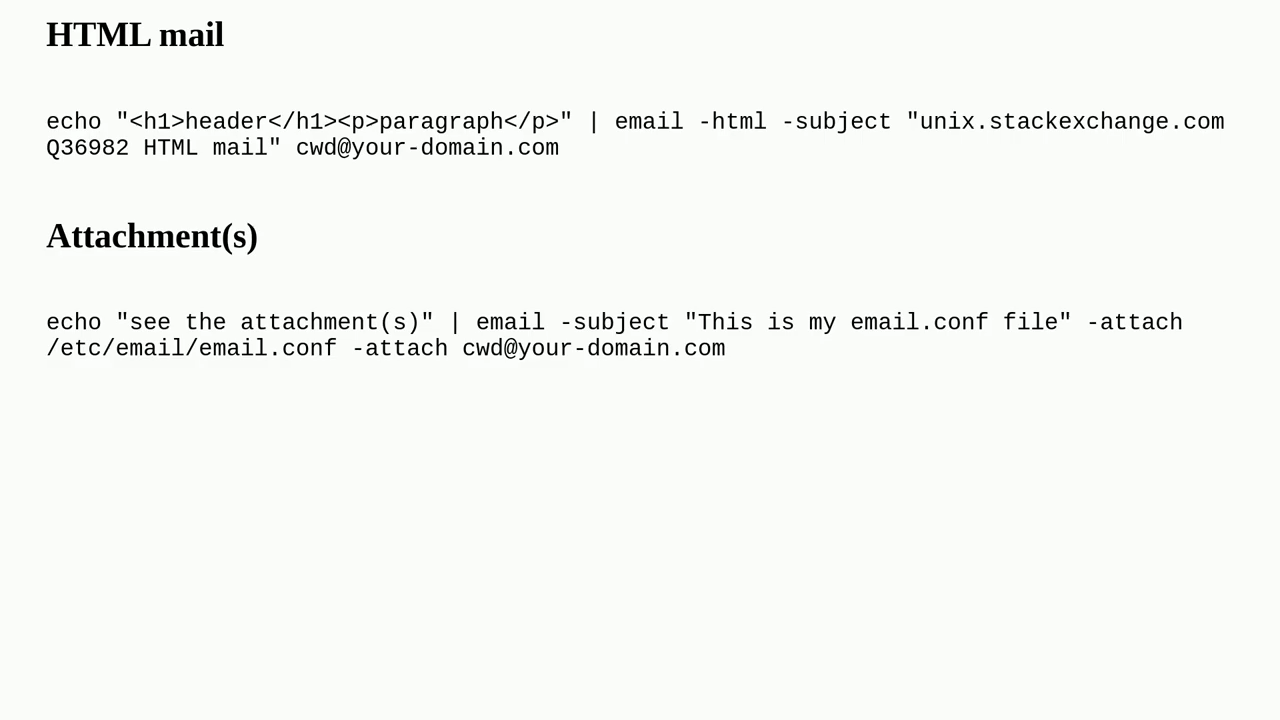 HTML mail
echo "<h1>header</h1><p>paragraph</p>" | email -html -subject "unix.stackexchange.com
Q36982 HTML mail" cwd@your-domain.com
Attachment(s)
echo "see the attachment(s)" | email -subject "This is my email.conf file" -attach
/etc/email/email.conf -attach cwd@your-domain.com